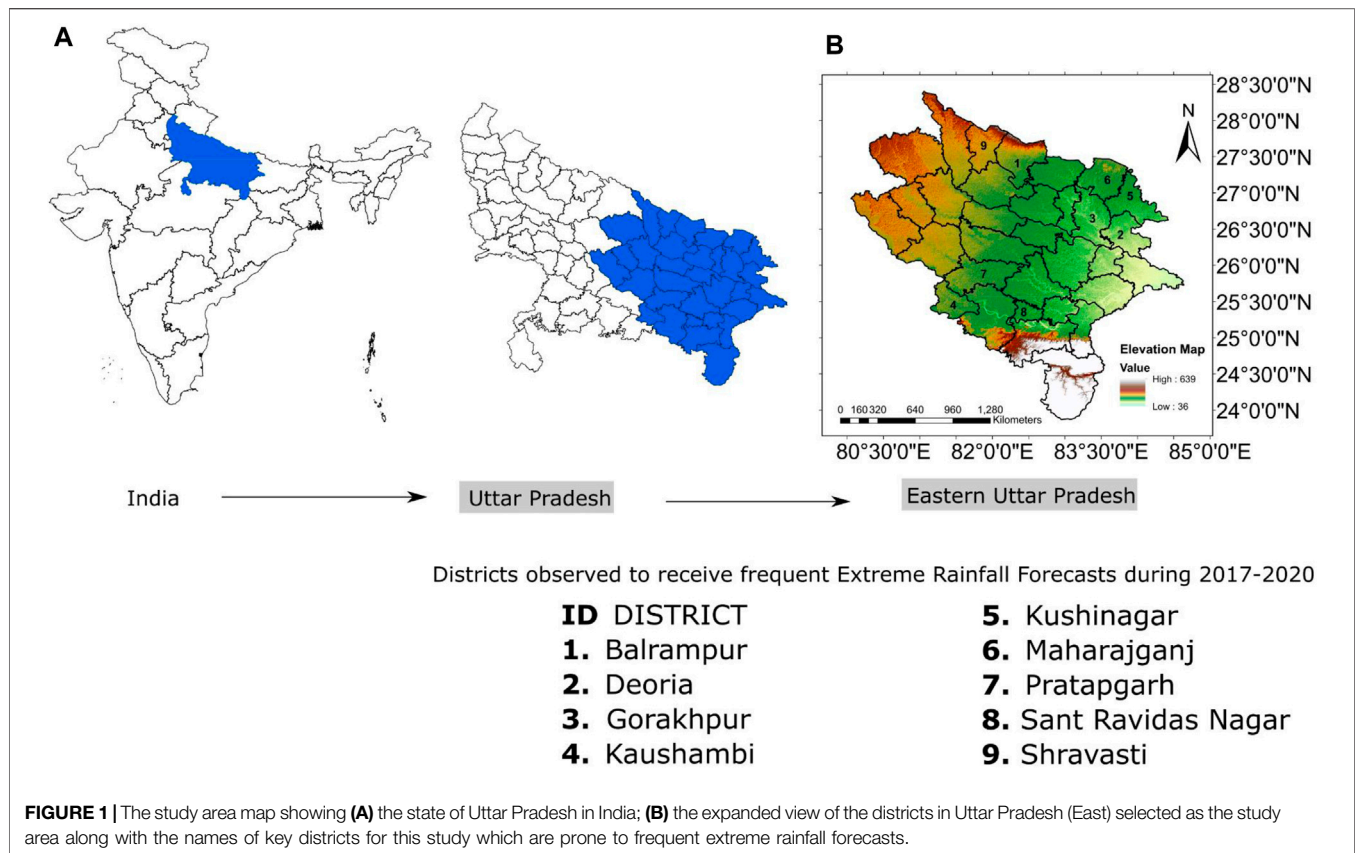 A
B
N
28°30'0"N
28°0'0"N
27°30'0"N
27°0'0"N
26°30'0"N
26°0'0"N
25°30'0"N
25°0'0"N
24°30'0"N
24°0'0"N
9
1
6
5
3
2
7
4
8
Elevation Map
Value
High : 639
Low : 36
0 160 320 640 960 1,280
Kilometers
80°30'0"E 82°0'0"E 83°30'0"E 85°0'0"E
India
Uttar Pradesh
Eastern Uttar Pradesh
Districts observed to receive frequent Extreme Rainfall Forecasts during 2017-2020
ID DISTRICT
1. Balrampur
2. Deoria
3. Gorakhpur
4. Kaushambi
5. Kushinagar
6. Maharajganj
7. Pratapgarh
8. Sant Ravidas Nagar
9. Shravasti
FIGURE 1 | The study area map showing (A) the state of Uttar Pradesh in India; (B) the expanded view of the districts in Uttar Pradesh (East) selected as the study
area along with the names of key districts for this study which are prone to frequent extreme rainfall forecasts.